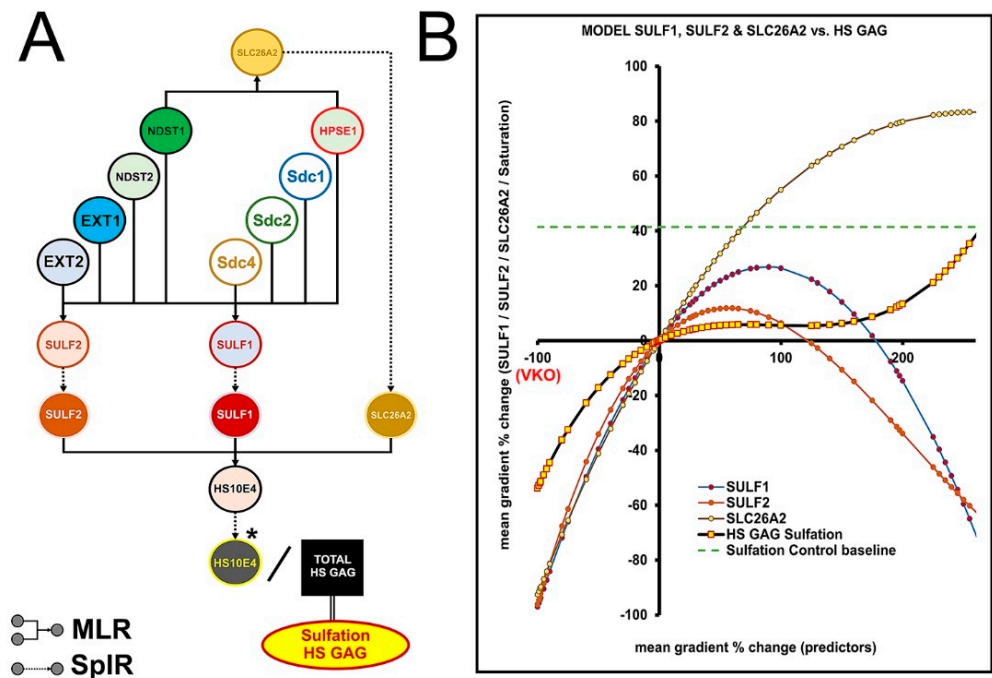 A
SLC26A2
NDST1
HPSE1
NDST2
Sdc1
EXT1
Sdc2
EXT2
Sdc4
SULF2
SULF1
SULF2
SULF1
SLC26A2
HS10E4
*
HS10E4
/
TOTAL
HS GAG
Sulfation
HS GAG
MLR
SpIR
B
MODEL SULF1, SULF2 & SLC26A2 vs. HS GAG
mean gradient % change (SULF1 / SULF2 / SLC26A2 / Saturation)
100
80
60
40
20
0
-20
-40
-60
-80
-100
-100
(VKO)
0
100
200
SULF1
SULF2
SLC26A2
HS GAG Sulfation
Sulfation Control baseline
mean gradient % change (predictors)